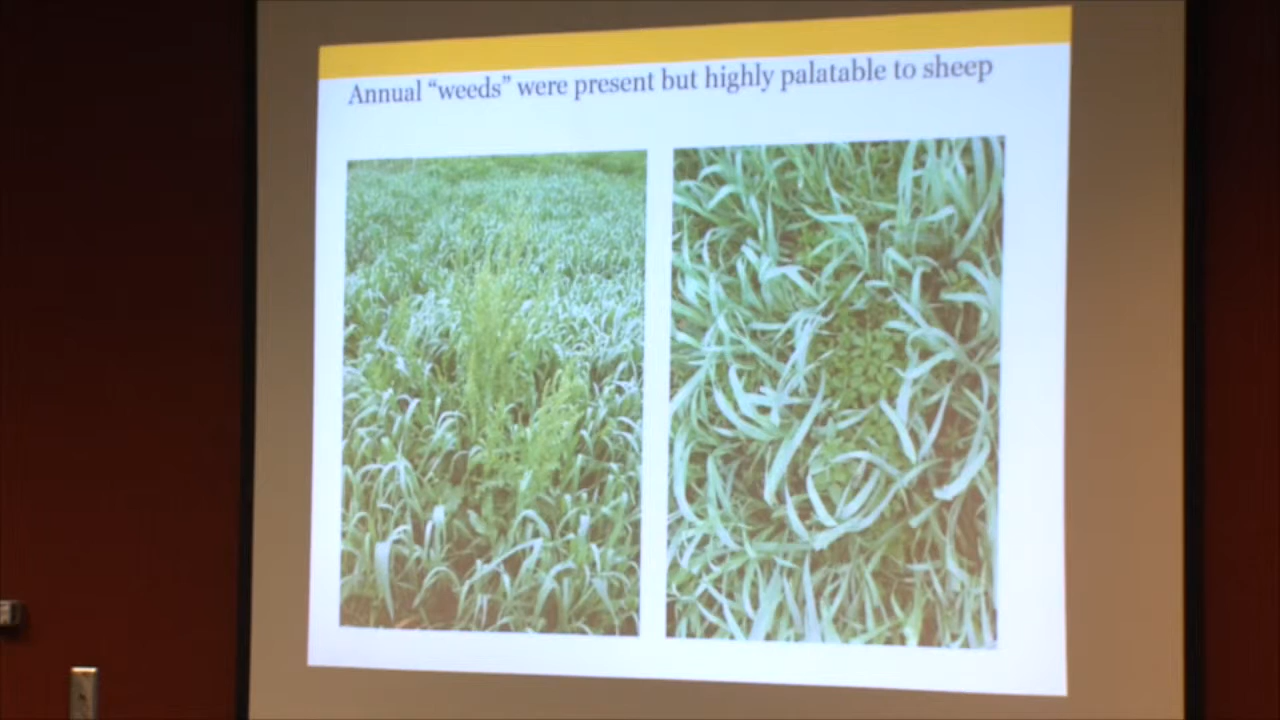 Annual “weeds” were present but highly palatable to sheep